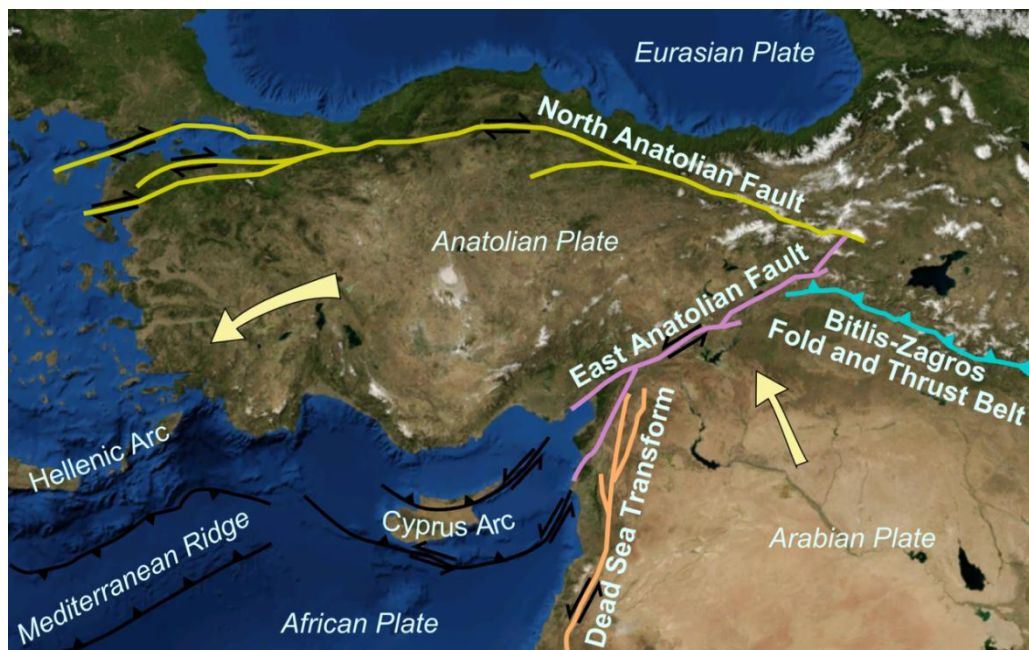 Eurasian Plate
North Anatolian Fault
Anatolian Plate
East Anatolian Fault
Bitlis-Zagros
Fold and Thrust Belt
Hellenic Arc
Cyprus Arc
Dead Sea Transform
Arabian Plate
Mediterranean Ridge
African Plate